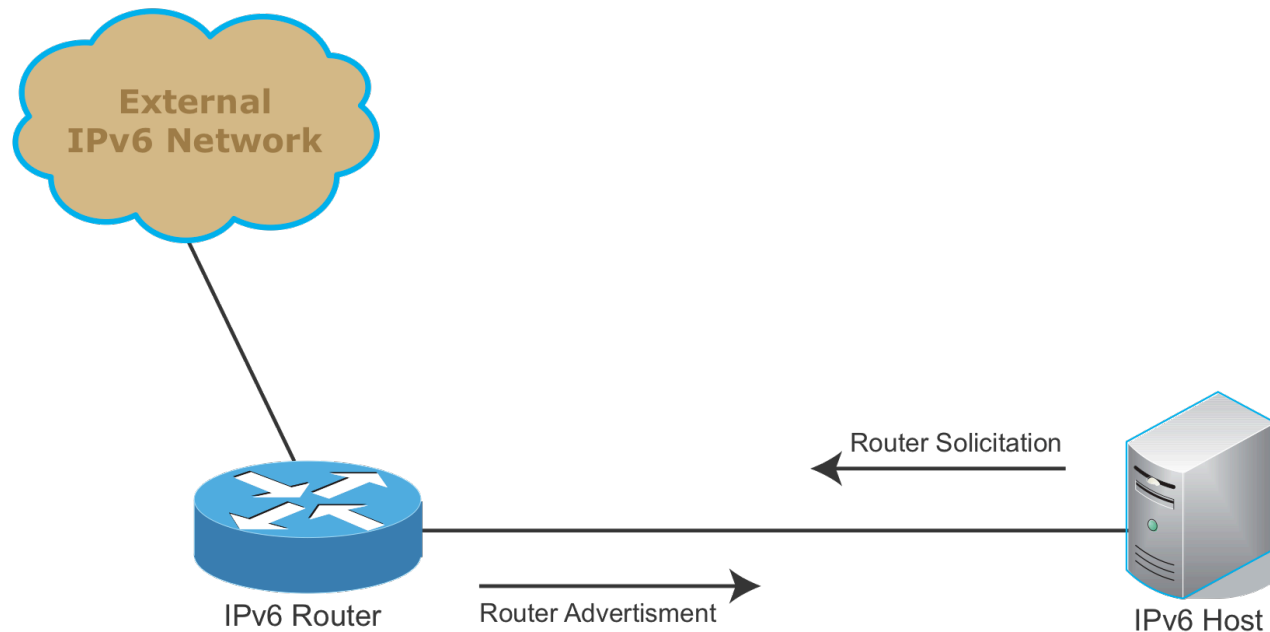 External
IPv6 Network
Router Solicitation
IPv6 Router
Router Advertisment
IPv6 Host